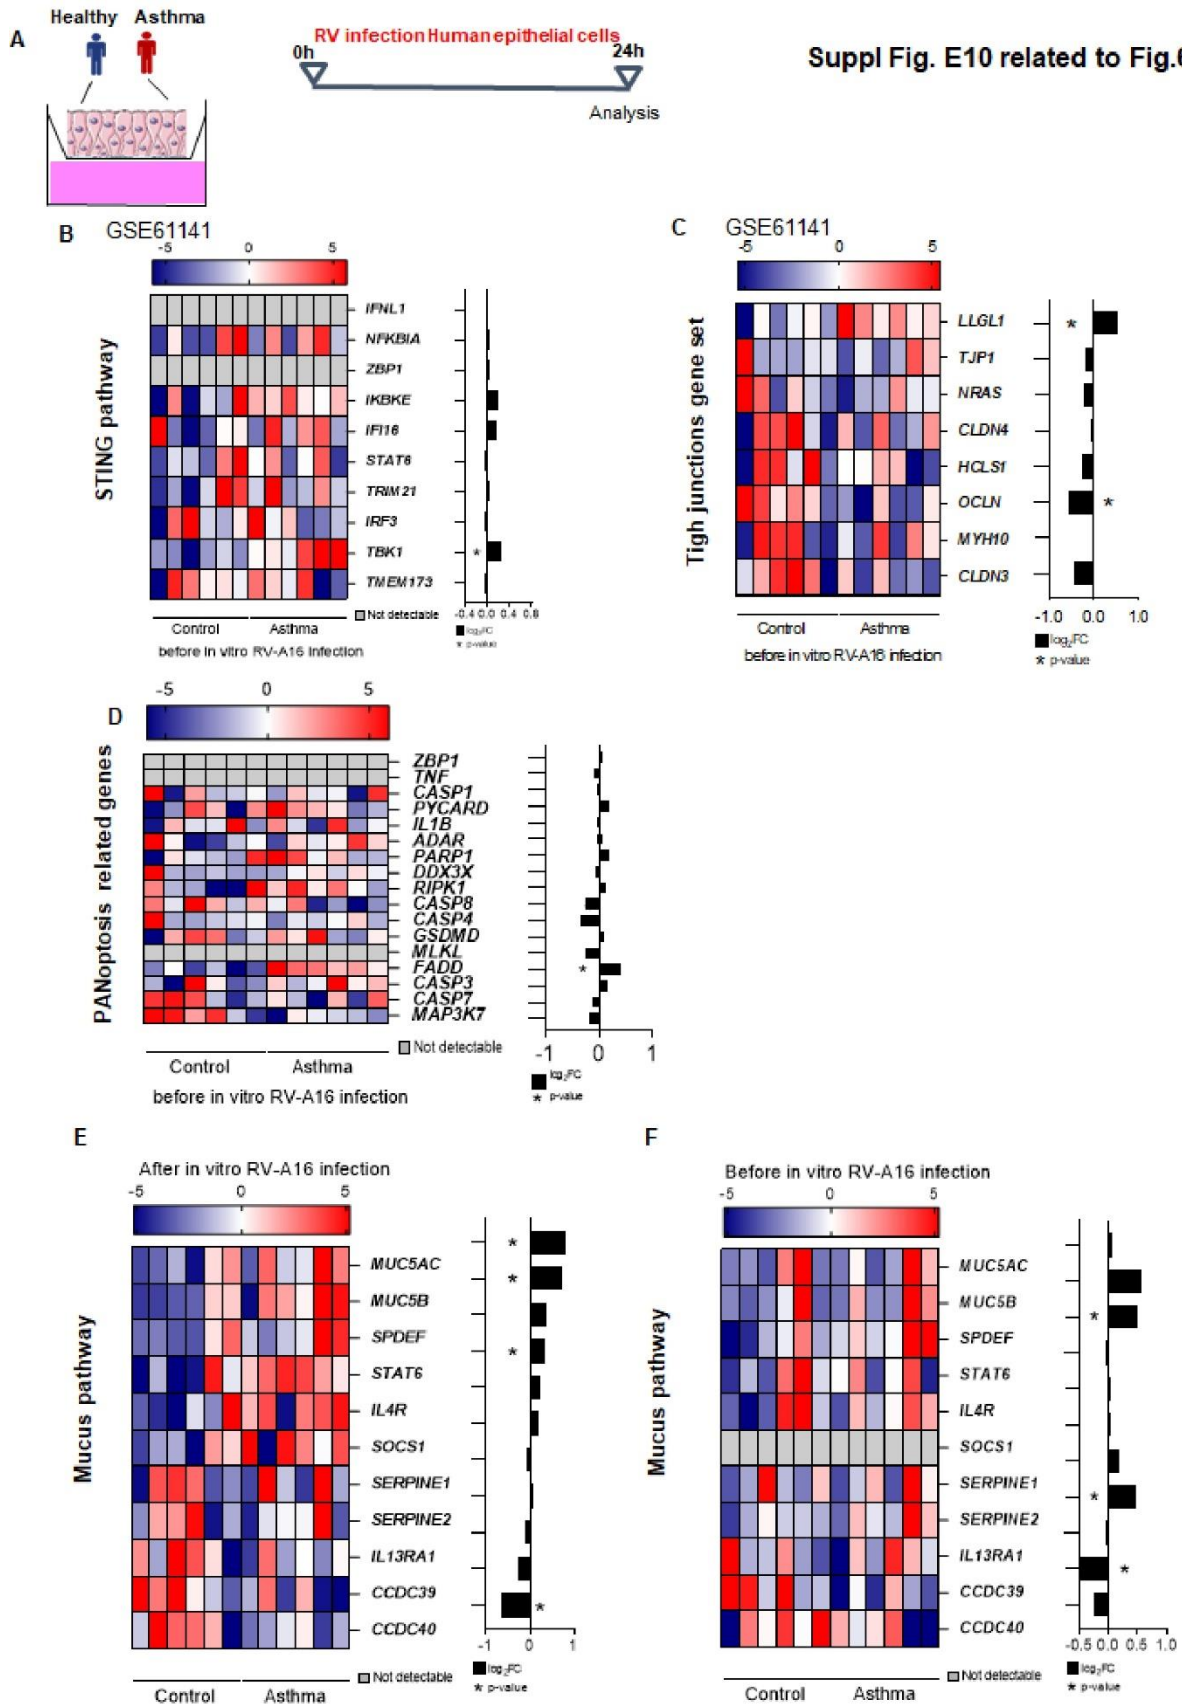 Healthy Asthma
A
RV infection Human epithelial cells
0h 24h
Analysis
Suppl Fig. E10 related to Fig.6
B GSE61141
-5 0 5
STING pathway
IFNL1
NFKBIA
ZBP1
IKBKE
IFI16
STAT6
TRIM21
IRF3
TBK1
TMEM173
*
Not detectable
Control Asthma
before in vitro RV-A16 infection
-0.4 0.0 0.4 0.8
log2FC
* p-value
C GSE61141
-5 0 5
Tigh junctions gene set
LLGL1
TJP1
NRAS
CLDN4
HCLS1
OCLN
MYH10
CLDN3
*
*
Control Asthma
before in vitro RV-A16 infection
-1.0 0.0 1.0
log2FC
* p-value
D
-5 0 5
PANoptosis related genes
ZBP1
TNF
CASP1
PYCARD
IL1B
ADAR
PARP1
DDX3X
RIPK1
CASP8
CASP4
GSDMD
MLKL
FADD
CASP3
CASP7
MAP3K7
*
Not detectable
Control Asthma
before in vitro RV-A16 infection
-1 0 1
log2FC
* p-value
E
After in vitro RV-A16 infection
-5 0 5
Mucus pathway
MUC5AC
MUC5B
SPDEF
STAT6
IL4R
SOCS1
SERPINE1
SERPINE2
IL13RA1
CCDC39
CCDC40
*
*
*
*
Control Asthma
Not detectable
-1 0 1
log2FC
* p-value
F
Before in vitro RV-A16 infection
-5 0 5
Mucus pathway
MUC5AC
MUC5B
SPDEF
STAT6
IL4R
SOCS1
SERPINE1
SERPINE2
IL13RA1
CCDC39
CCDC40
*
*
*
Control Asthma
Not detectable
-0.5 0.0 0.5 1.0
log2FC
* p-value